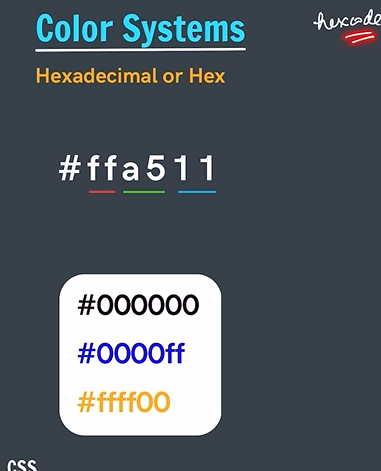 Color Systems
hexcode
Hexadecimal or Hex
#ffa511
#000000
#0000ff
#ffff00
CSS